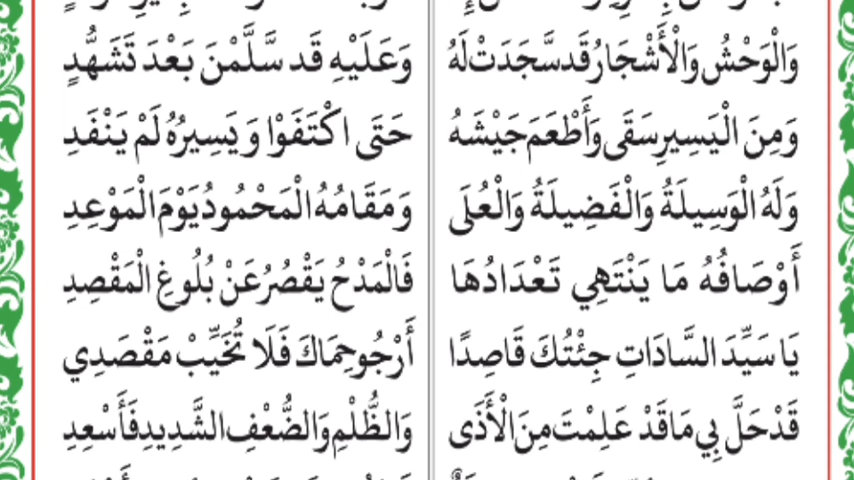 وَالْوَحْشُ وَالْأَشْجَارُ قَد سَّجَدَتْ لَهُ وَعَلَيْهِ قَد سَّلَّمْنَ بَعْدَ تَشَهُّدٍ
وَمِنَ الْيَسِيرِ سَقَى وَأَطْعَمَ جَيْشَهُ حَتَى اكْتَفَوْا وَيَسِيرُهُ لَمْ يَنْفَدِ
وَلَهُ الْوَسِيلَةُ وَالْفَضِيلَةُ وَالْعُلَى وَمَقَامُهُ الْمَحْمُودُ يَوْمَ الْمَوْعِدِ
أَوْصَافُهُ مَا يَنْتَهِي تَعْدَادُهَا فَالْمَدْحُ يَقْصُرُ عَنْ بُلُوغِ الْمَقْصِدِ
يَا سَيِّدَ السَّادَاتِ جِئْتُكَ قَاصِدًا أَرْجُو حِمَاكَ فَلَا تُخَيِّبْ مَقْصَدِي
قَدْ حَلَّ بِي مَا قَدْ عَلِمْتَ مِنَ الْأَذَى وَالظُّلْمِ وَالضُّعْفِ الشَّدِيدِ فَأَسْعِدِ